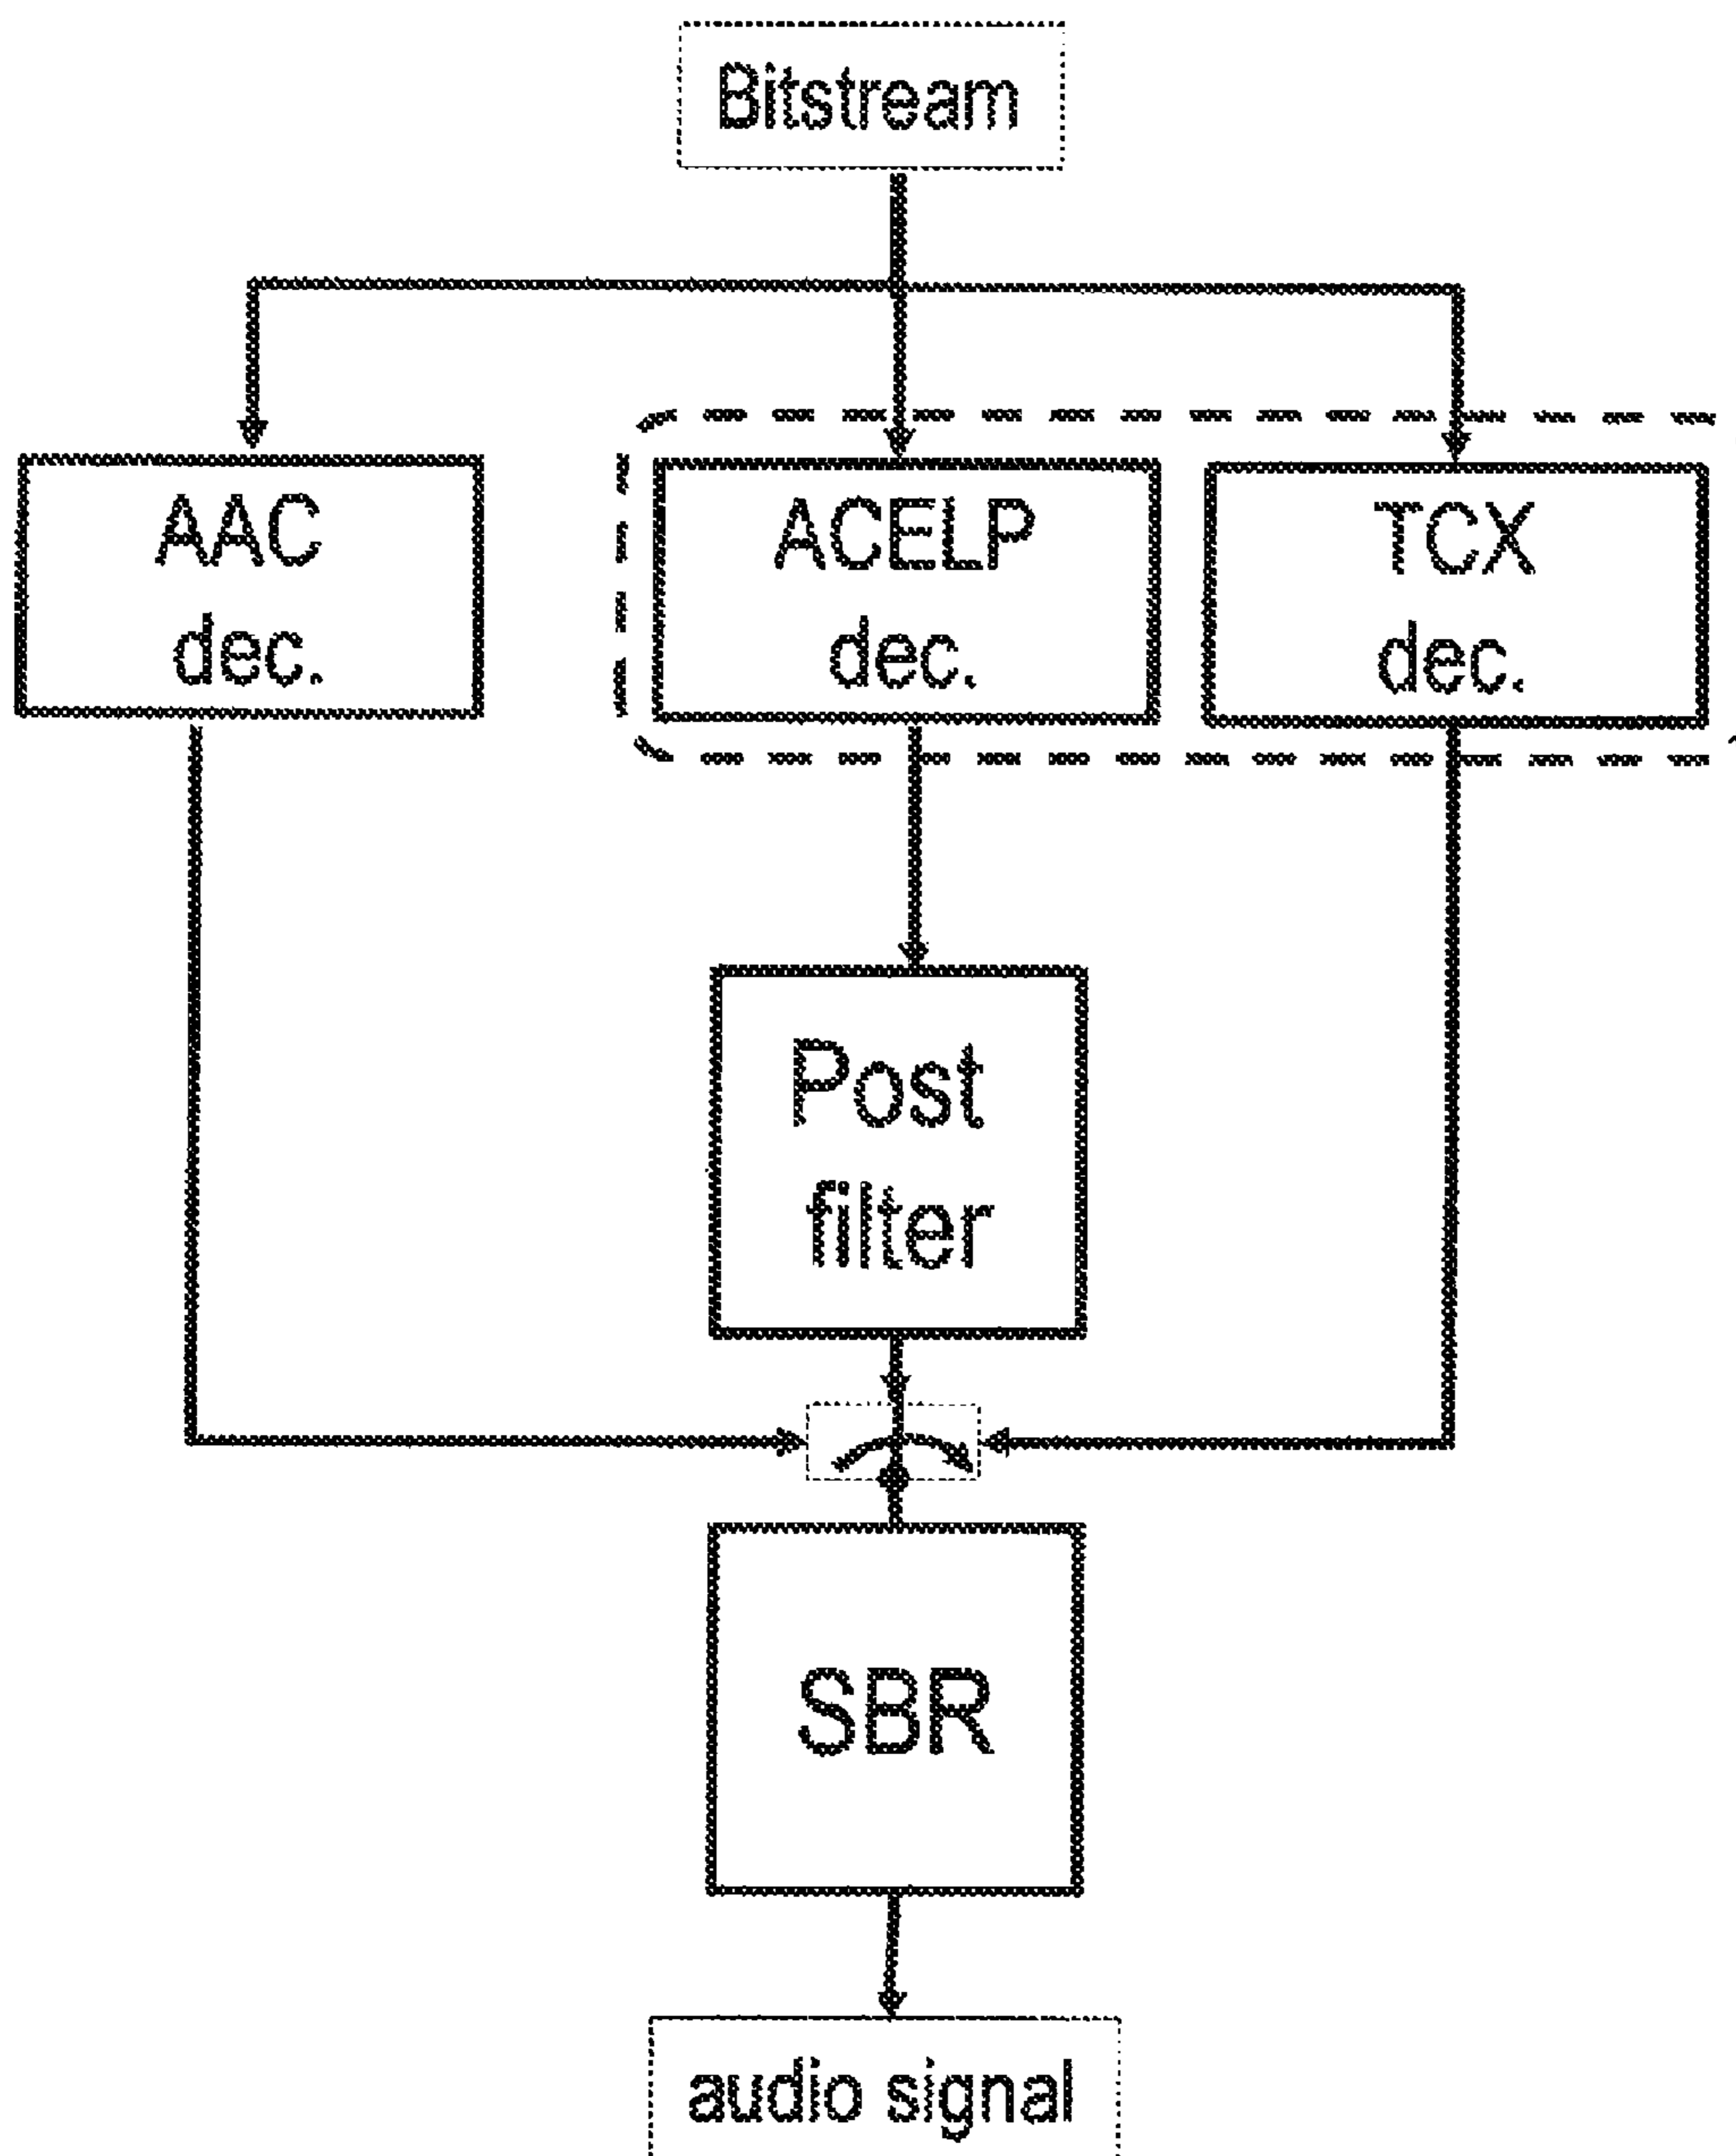 Bitstream
AAC
dec.
ACELP
dec.
TCX
dec.
Post
filter
SBR
audio signal